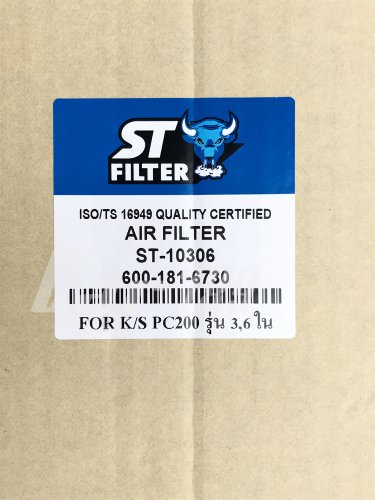 ST
FILTER
ISO/TS 16949 QUALITY CERTIFIED
AIR FILTER
ST-10306
600-181-6730
FOR K/S PC200 รุ่น 3,6 ใน